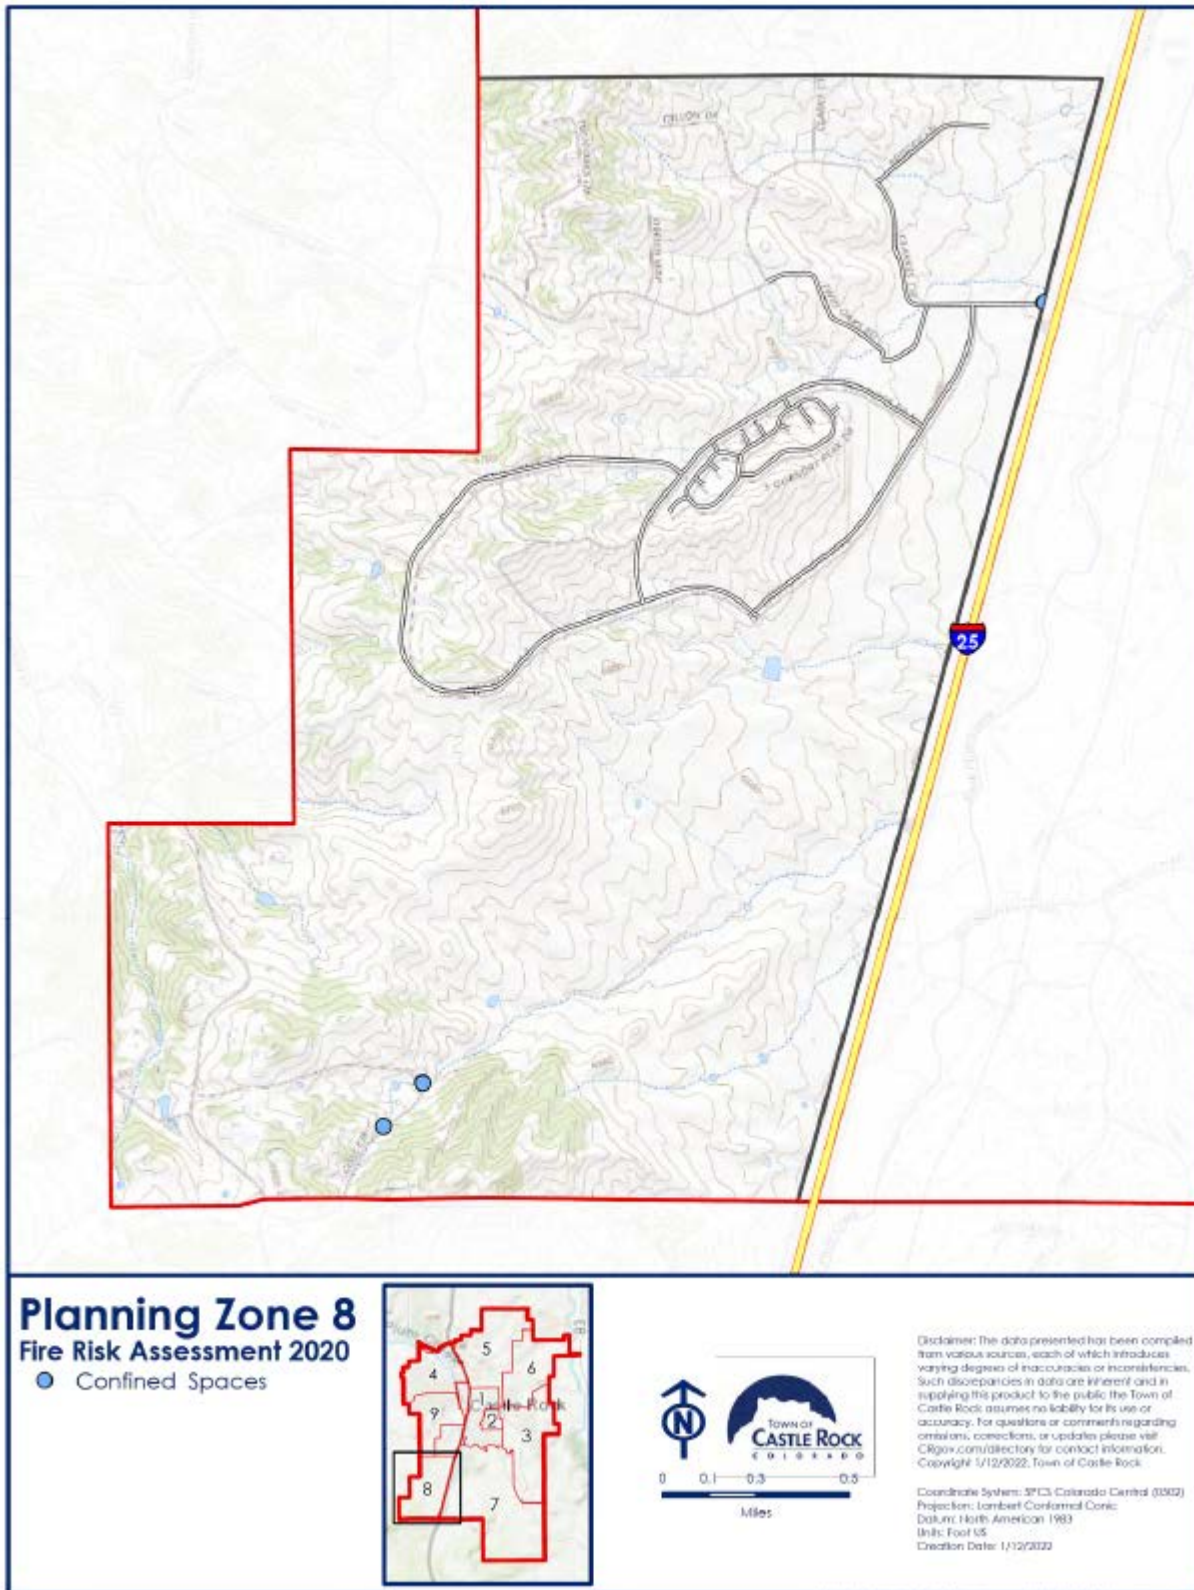 25
Planning Zone 8
Fire Risk Assessment 2020
Confined Spaces
5
4
6
1
Castle Rock
9
2
3
8
7
83
N
TOWN OF
CASTLE ROCK
COLORADO
0 0.1 0.3 0.5
Miles
Disclaimer: The data presented has been compiled
from various sources, each of which introduces
varying degrees of inaccuracies or inconsistencies.
Such discrepancies in data are inherent and in
supplying this product to the public the Town of
Castle Rock assumes no liability for its use or
accuracy. For questions or comments regarding
omissions, corrections, or updates please visit
CRgov.com/directory for contact information.
Copyright 1/12/2022, Town of Castle Rock
Coordinate System: SPCS Colorado Central (0502)
Projection: Lambert Conformal Conic
Datum: North American 1983
Units: Foot US
Creation Date: 1/12/2022